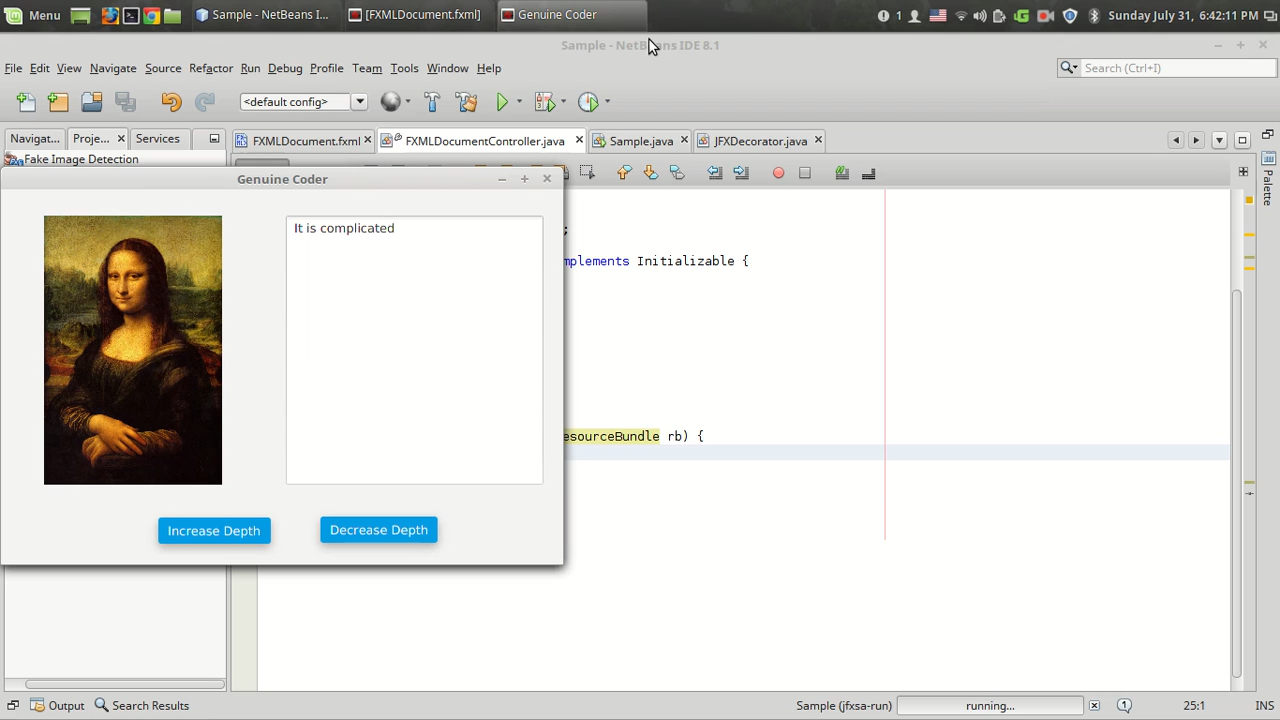 Menu
Sample - NetBeans I...
[FXMLDocument.fxml]
Genuine Coder
1
Sunday July 31, 6:42:11 PM
Sample - NetBeans IDE 8.1
File Edit View Navigate Source Refactor Run Debug Profile Team Tools Window Help
Search (Ctrl+I)
<default config>
Navigat...
Proje...
Services
FXMLDocument.fxml
FXMLDocumentController.java
Sample.java
JFXDecorator.java
Palette
Fake Image Detection
Genuine Coder
It is complicated
Increase Depth
Decrease Depth
;
mplements Initializable {
esourceBundle rb) {
Output
Search Results
Sample (jfxsa-run)
running...
1
25:1
INS